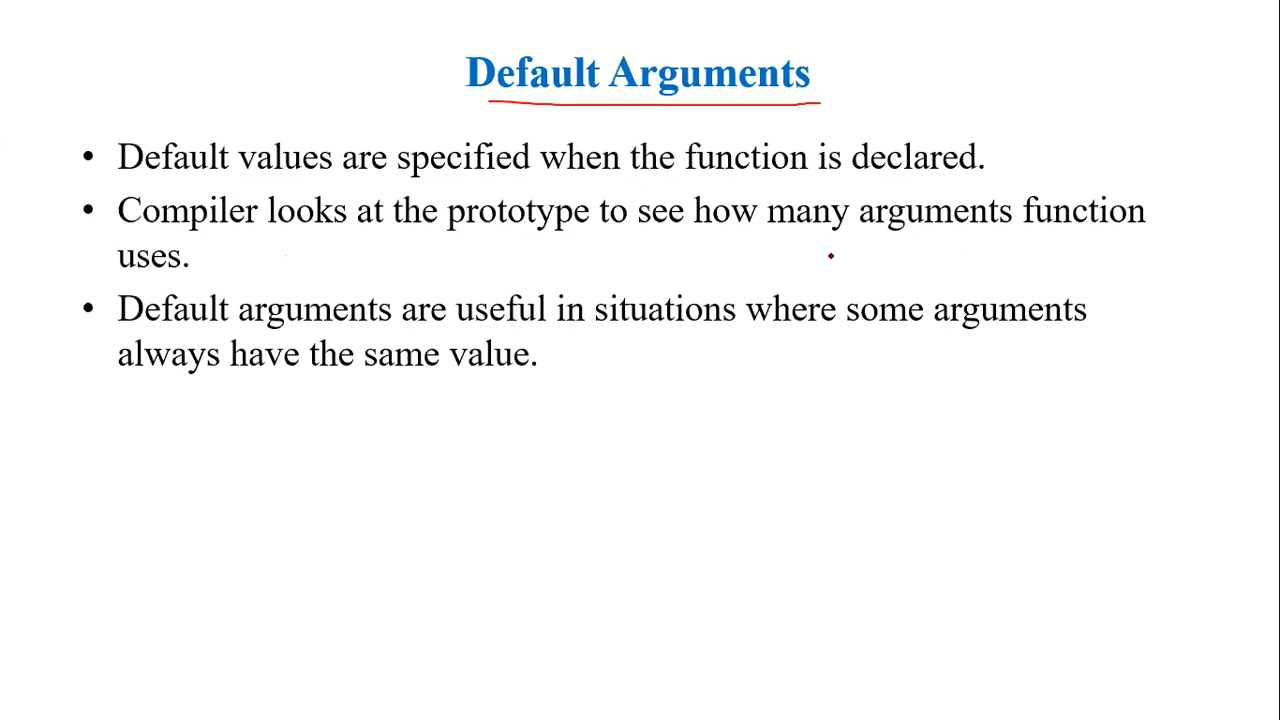 Default Arguments
• Default values are specified when the function is declared.
• Compiler looks at the prototype to see how many arguments function
uses.
• Default arguments are useful in situations where some arguments
always have the same value.